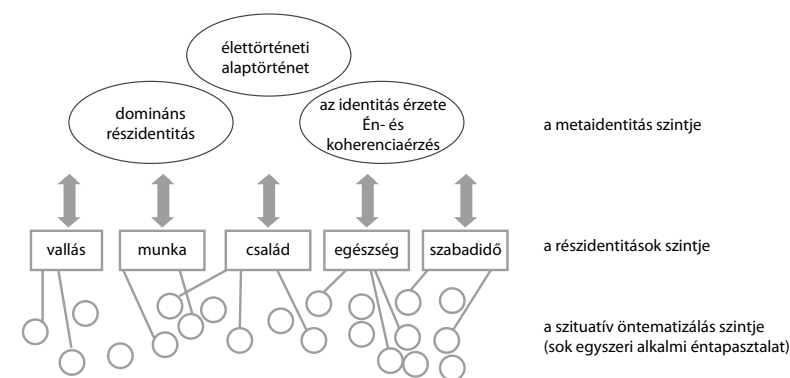 élettörténeti
alaptörténet
domináns
részidentitás
az identitás érzete
Én- és
koherenciaérzés
a metaidentitás szintje
vallás
munka
család
egészség
szabadidő
a részidentitások szintje
a szituatív öntematizálás szintje
(sok egyszeri alkalmi éntapasztalat)